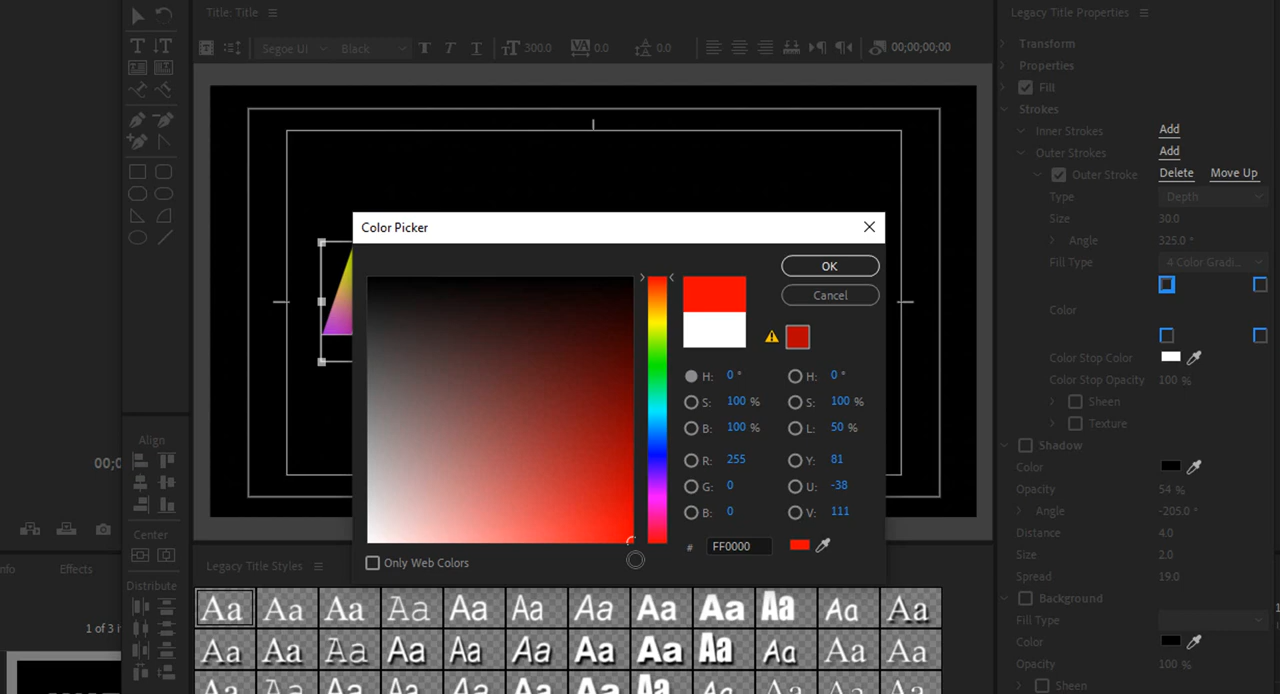 Title: Title
Segoe UI Black 300.0 VA 0.0 0.0 00;00;00;00
Color Picker
OK
Cancel
H: 0 ° H: 0 °
S: 100 % S: 100 %
B: 100 % L: 50 %
R: 255 Y: 81
G: 0 U: -38
B: 0 V: 111
# FF0000
Only Web Colors
Align
Center
Distribute
00;0
nfo Effects
1 of 3 i
Legacy Title Styles
Aa Aa Aa Aa Aa Aa Aa Aa Aa Aa Aa Aa
Aa Aa Aa Aa Aa Aa Aa Aa Aa Aa Aa Aa
Legacy Title Properties
Transform
Properties
Fill
Strokes
Inner Strokes Add
Outer Strokes Add
Outer Stroke Delete Move Up
Type Depth
Size 30.0
Angle 325.0 °
Fill Type 4 Color Gradi...
Color
Color Stop Color
Color Stop Opacity 100 %
Sheen
Texture
Shadow
Color
Opacity 54 %
Angle -205.0 °
Distance 4.0
Size 2.0
Spread 19.0
Background
Fill Type
Color
Opacity 100 %
Sheen